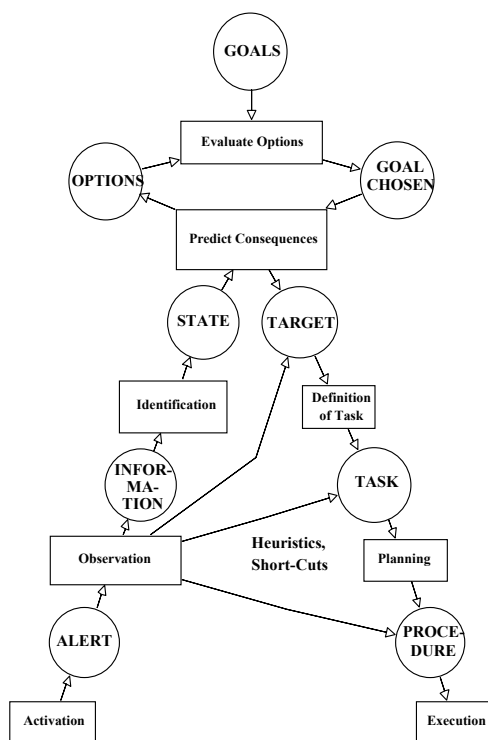 GOALS
Evaluate Options
OPTIONS
GOAL
CHOSEN
Predict Consequences
STATE
TARGET
Identification
Definition
of Task
INFOR-
MA-
TION
TASK
Observation
Heuristics,
Short-Cuts
Planning
ALERT
PROCE-
DURE
Activation
Execution